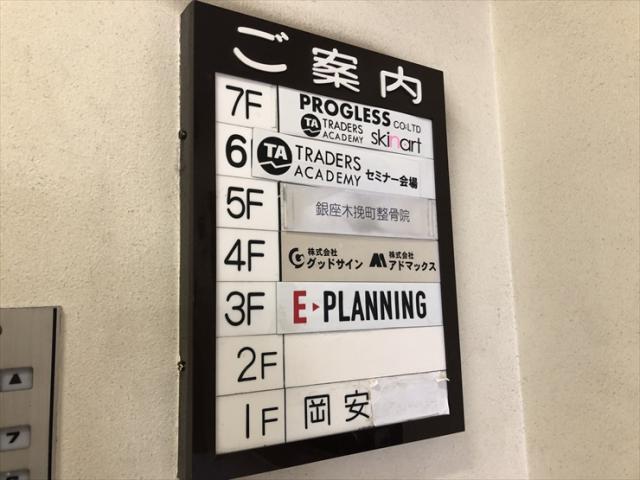 ご案内
7F PROGLESS CO.LTD
TA TRADERS ACADEMY skinart
6 TA TRADERS ACADEMY セミナー会場
5F 銀座木挽町整骨院
4F 株式会社グッドサイン 株式会社アドマックス
3F E PLANNING
2F
1F 岡安
▲
7